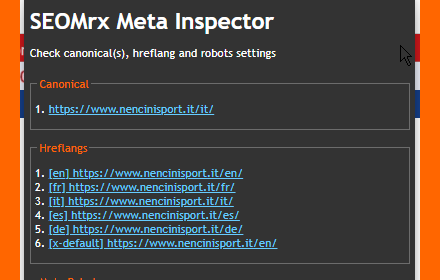 SEOMrx Meta Inspector
Check canonical(s), hreflang and robots settings
Canonical
1. https://www.nencinisport.it/it/
Hreflangs
1. [en] https://www.nencinisport.it/en/
2. [fr] https://www.nencinisport.it/fr/
3. [it] https://www.nencinisport.it/it/
4. [es] https://www.nencinisport.it/es/
5. [de] https://www.nencinisport.it/de/
6. [x-default] https://www.nencinisport.it/en/